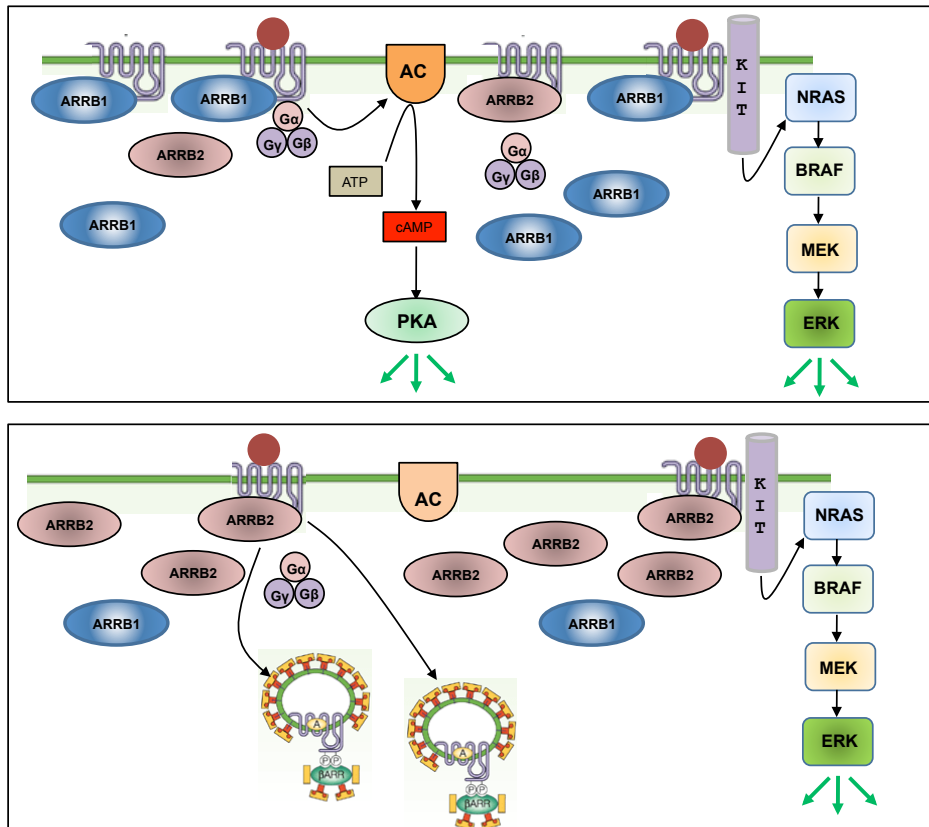 AC
K
I
T
ARRB1
ARRB1
ARRB2
ARRB1
NRAS
Gα
Gγ
Gβ
ARRB2
Gα
Gγ
Gβ
ATP
BRAF
ARRB1
ARRB1
cAMP
ARRB1
MEK
PKA
ERK
AC
K
I
T
ARRB2
ARRB2
ARRB2
NRAS
ARRB2
ARRB2
ARRB2
ARRB2
Gα
Gγ
Gβ
BRAF
ARRB1
ARRB1
MEK
A
P
P
βARR
A
P
P
βARR
ERK